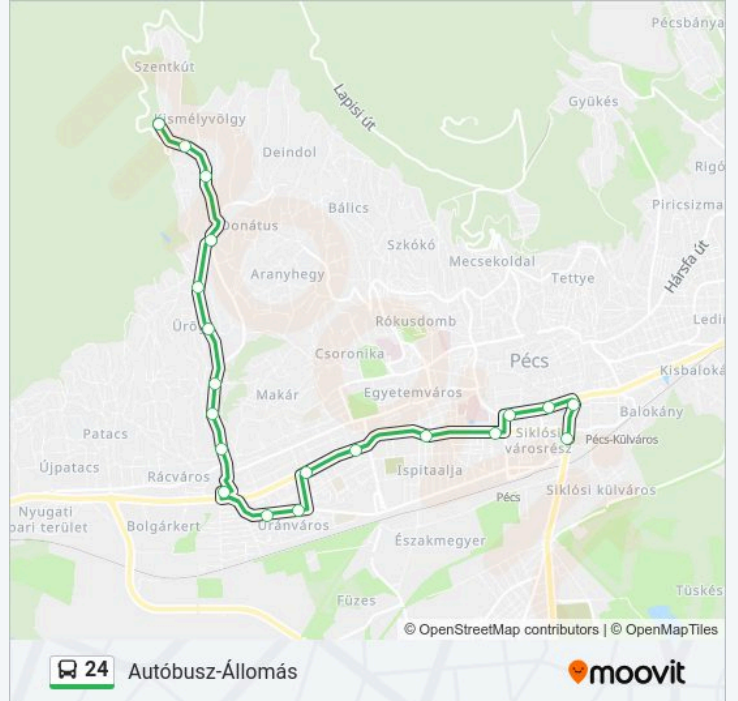 Pécsbánya
Szentkút
Lapisi út
Gyükés
Kismélyvölgy
Deindol
Rigó
Bálics
Piricsizma
Donátus
Szkókó
Mecsekoldal
Hársfa út
Aranyhegy
Tettye
Rókusdomb
Ledi
Csoronika
Pécs
Kisbaloká
Makár
Egyetemváros
Balokány
Patacs
Siklósi
városrész
Pécs-Külváros
Újpatacs
Rácváros
Ispitaalja
Siklósi külváros
Pécs
Nyugati
pari terület
Bolgárkert
Uránváros
Északmegyer
Tüskés
Füzes
© OpenStreetMap contributors | © OpenMapTiles
24 Autóbusz-Állomás
moovit